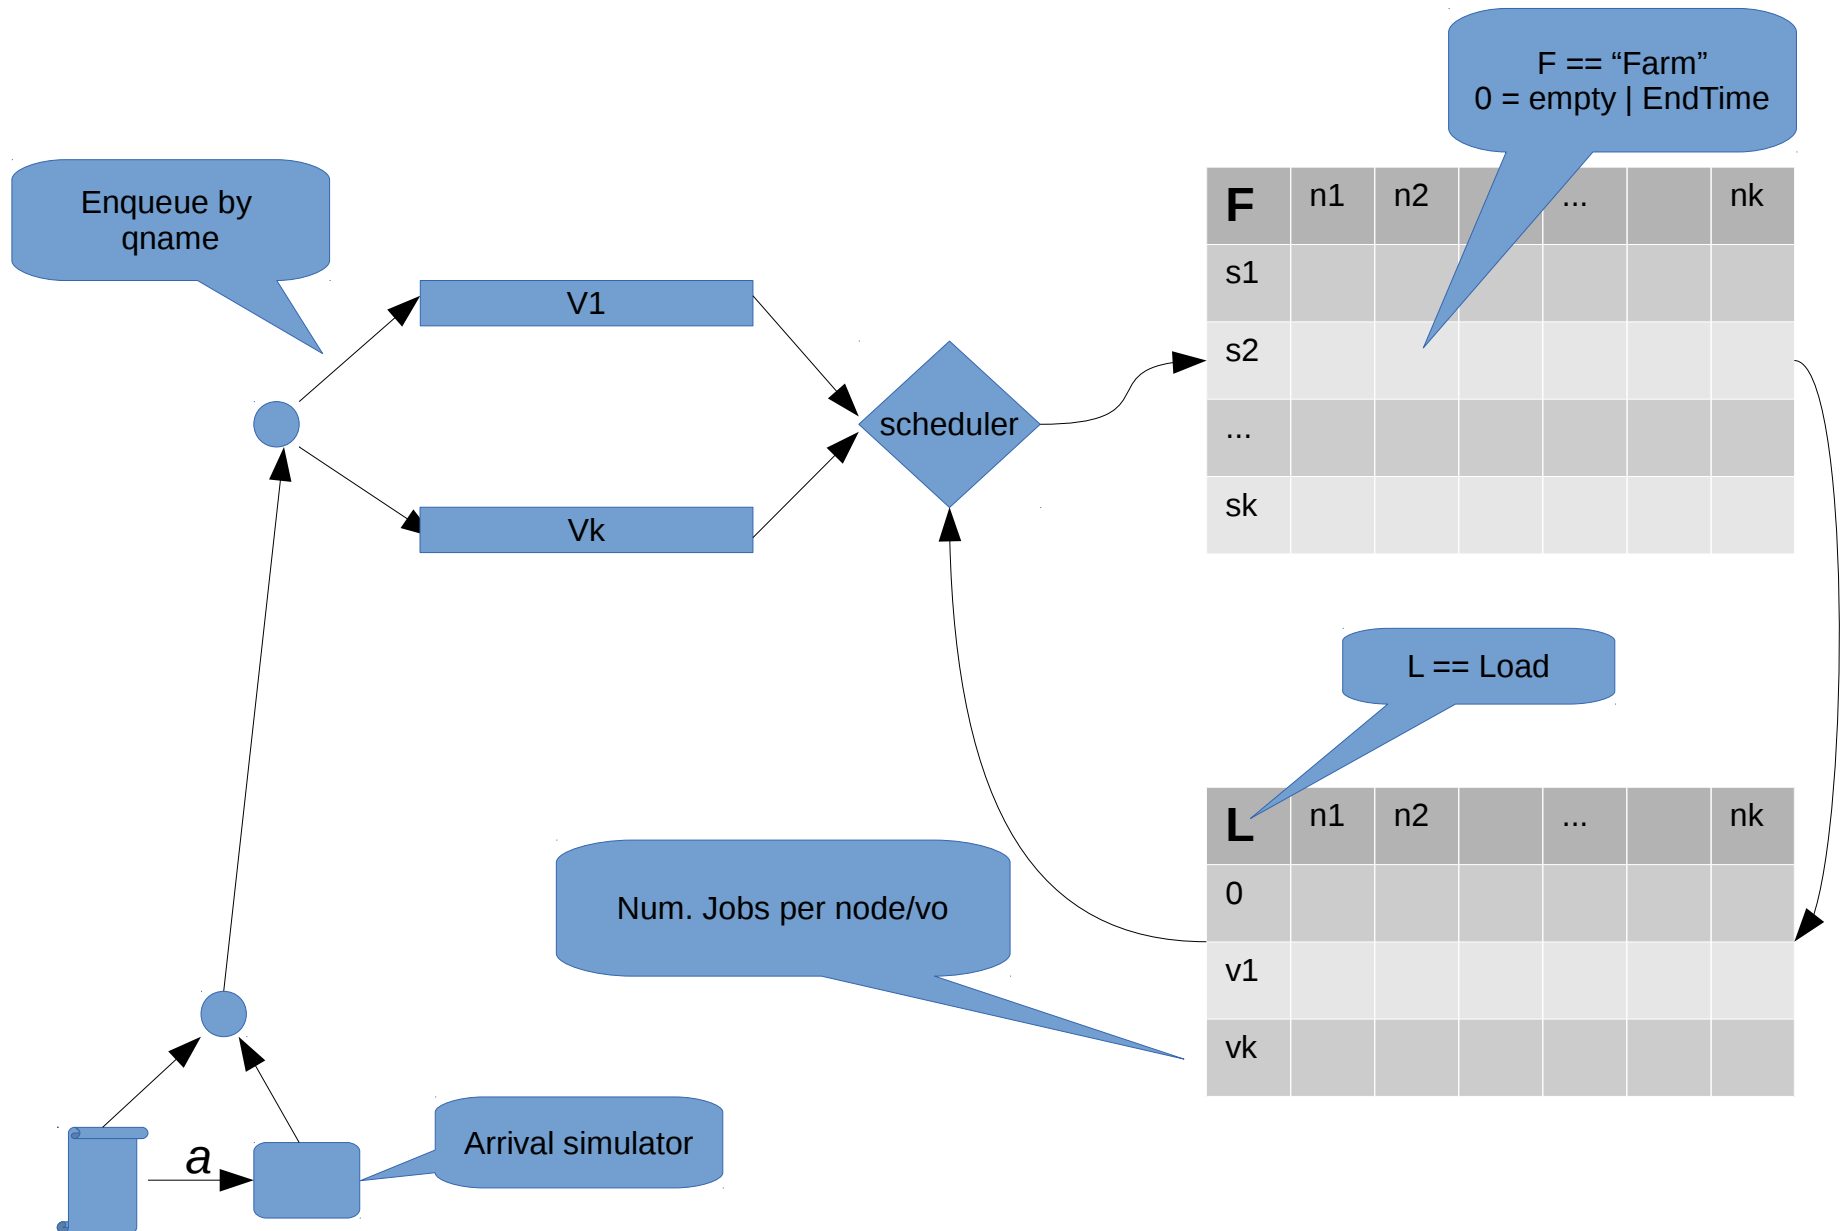 F == “Farm”
0 = empty | EndTime
Enqueue by
qname
V1
Vk
scheduler
F n1 n2 ... nk
s1
s2
...
sk
L == Load
L n1 n2 ... nk
0
v1
vk
Num. Jobs per node/vo
a
Arrival simulator